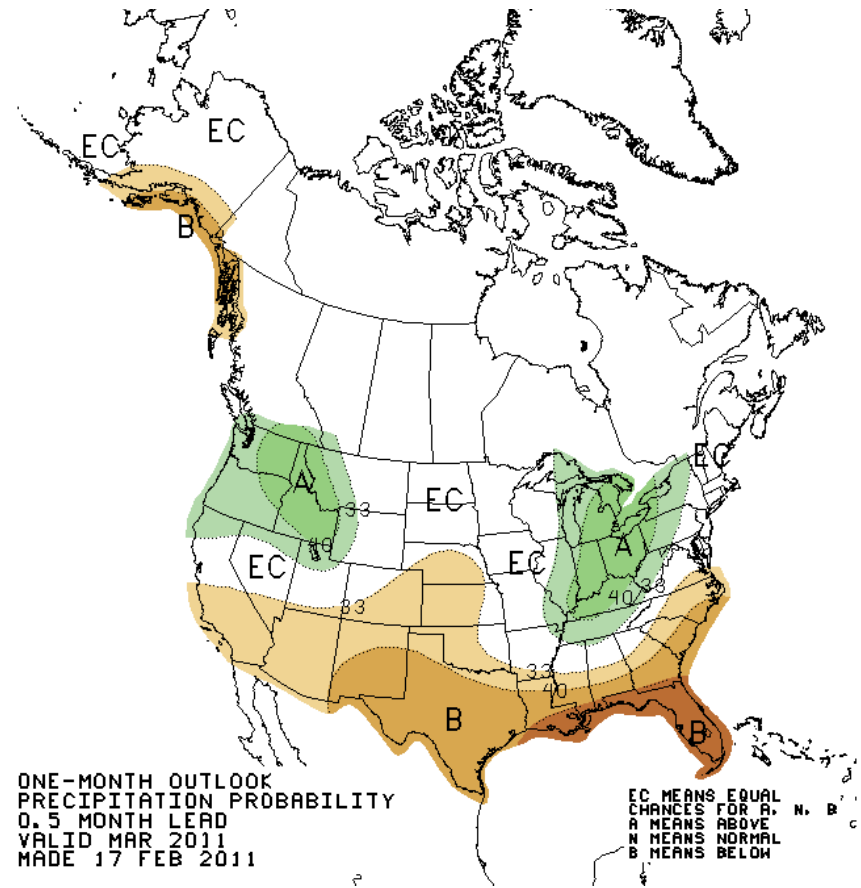 EC
EC
B
EC
A
33
EC
40
EC
EC
A
33
40
33
33
40
B
B
ONE-MONTH OUTLOOK
PRECIPITATION PROBABILITY
0.5 MONTH LEAD
VALID MAR 2011
MADE 17 FEB 2011
EC MEANS EQUAL
CHANCES FOR A, N, B
A MEANS ABOVE
N MEANS NORMAL
B MEANS BELOW